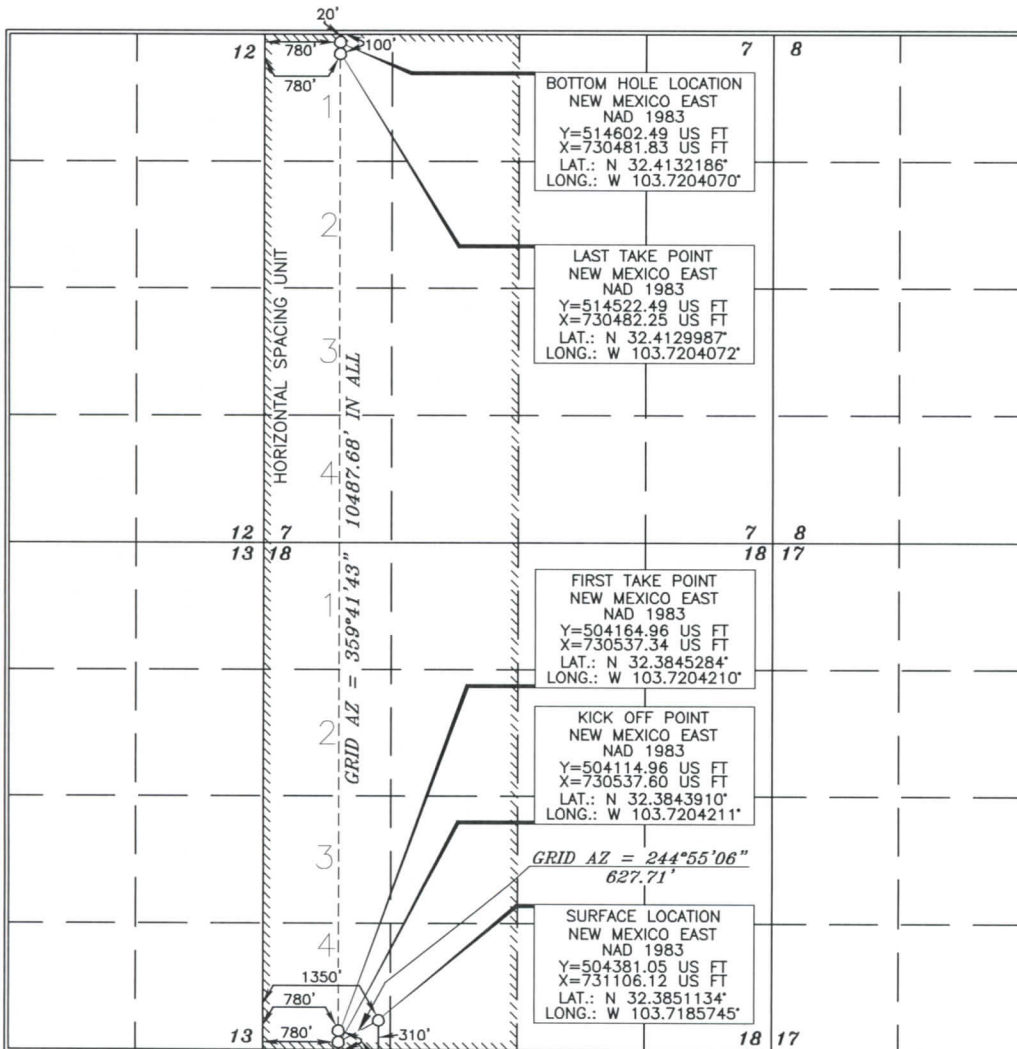 20'
780'
100'
12
7
8
780'
1
BOTTOM HOLE LOCATION
NEW MEXICO EAST
NAD 1983
Y=514602.49 US FT
X=730481.83 US FT
LAT.: N 32.4132186°
LONG.: W 103.7204070°
2
LAST TAKE POINT
NEW MEXICO EAST
NAD 1983
Y=514522.49 US FT
X=730482.25 US FT
LAT.: N 32.4129987°
LONG.: W 103.7204072°
HORIZONTAL SPACING UNIT
3
4
GRID AZ = 359°41'43" 10487.68' IN ALL
12 7
7 8
13 18
18 17
1
FIRST TAKE POINT
NEW MEXICO EAST
NAD 1983
Y=504164.96 US FT
X=730537.34 US FT
LAT.: N 32.3845284°
LONG.: W 103.7204210°
2
KICK OFF POINT
NEW MEXICO EAST
NAD 1983
Y=504114.96 US FT
X=730537.60 US FT
LAT.: N 32.3843910°
LONG.: W 103.7204211°
3
GRID AZ = 244°55'06"
627.71'
4
SURFACE LOCATION
NEW MEXICO EAST
NAD 1983
Y=504381.05 US FT
X=731106.12 US FT
LAT.: N 32.3851134°
LONG.: W 103.7185745°
1350'
780'
780'
310'
13
18 17